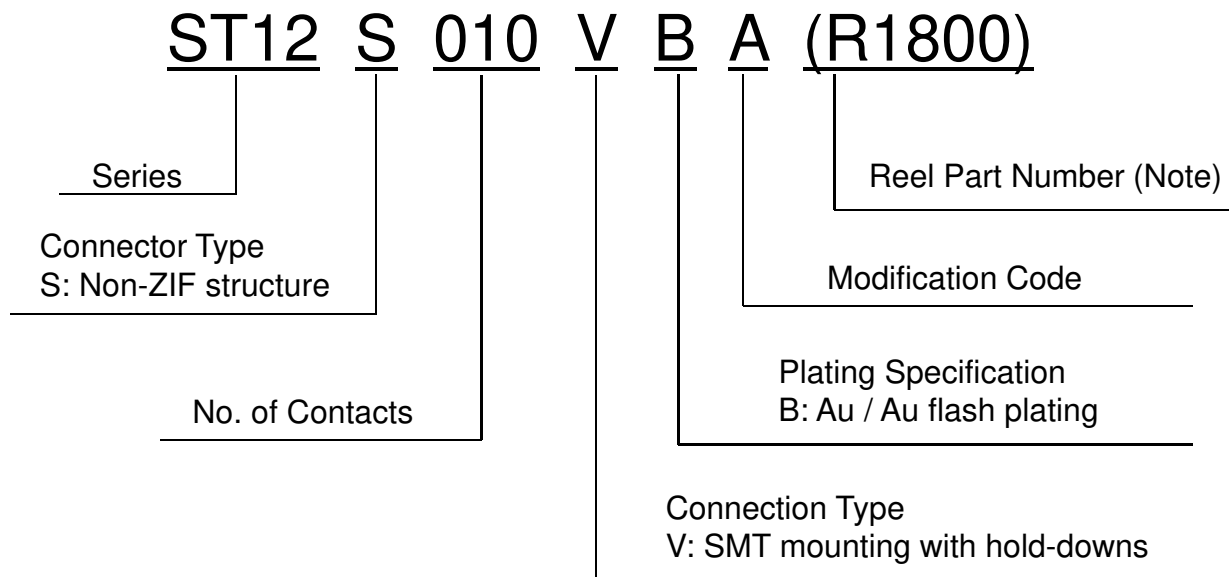 ST12 S 010 V B A (R1800)
Series
Reel Part Number (Note)
Connector Type
S: Non-ZIF structure
Modification Code
Plating Specification
B: Au / Au flash plating
No. of Contacts
Connection Type
V: SMT mounting with hold-downs